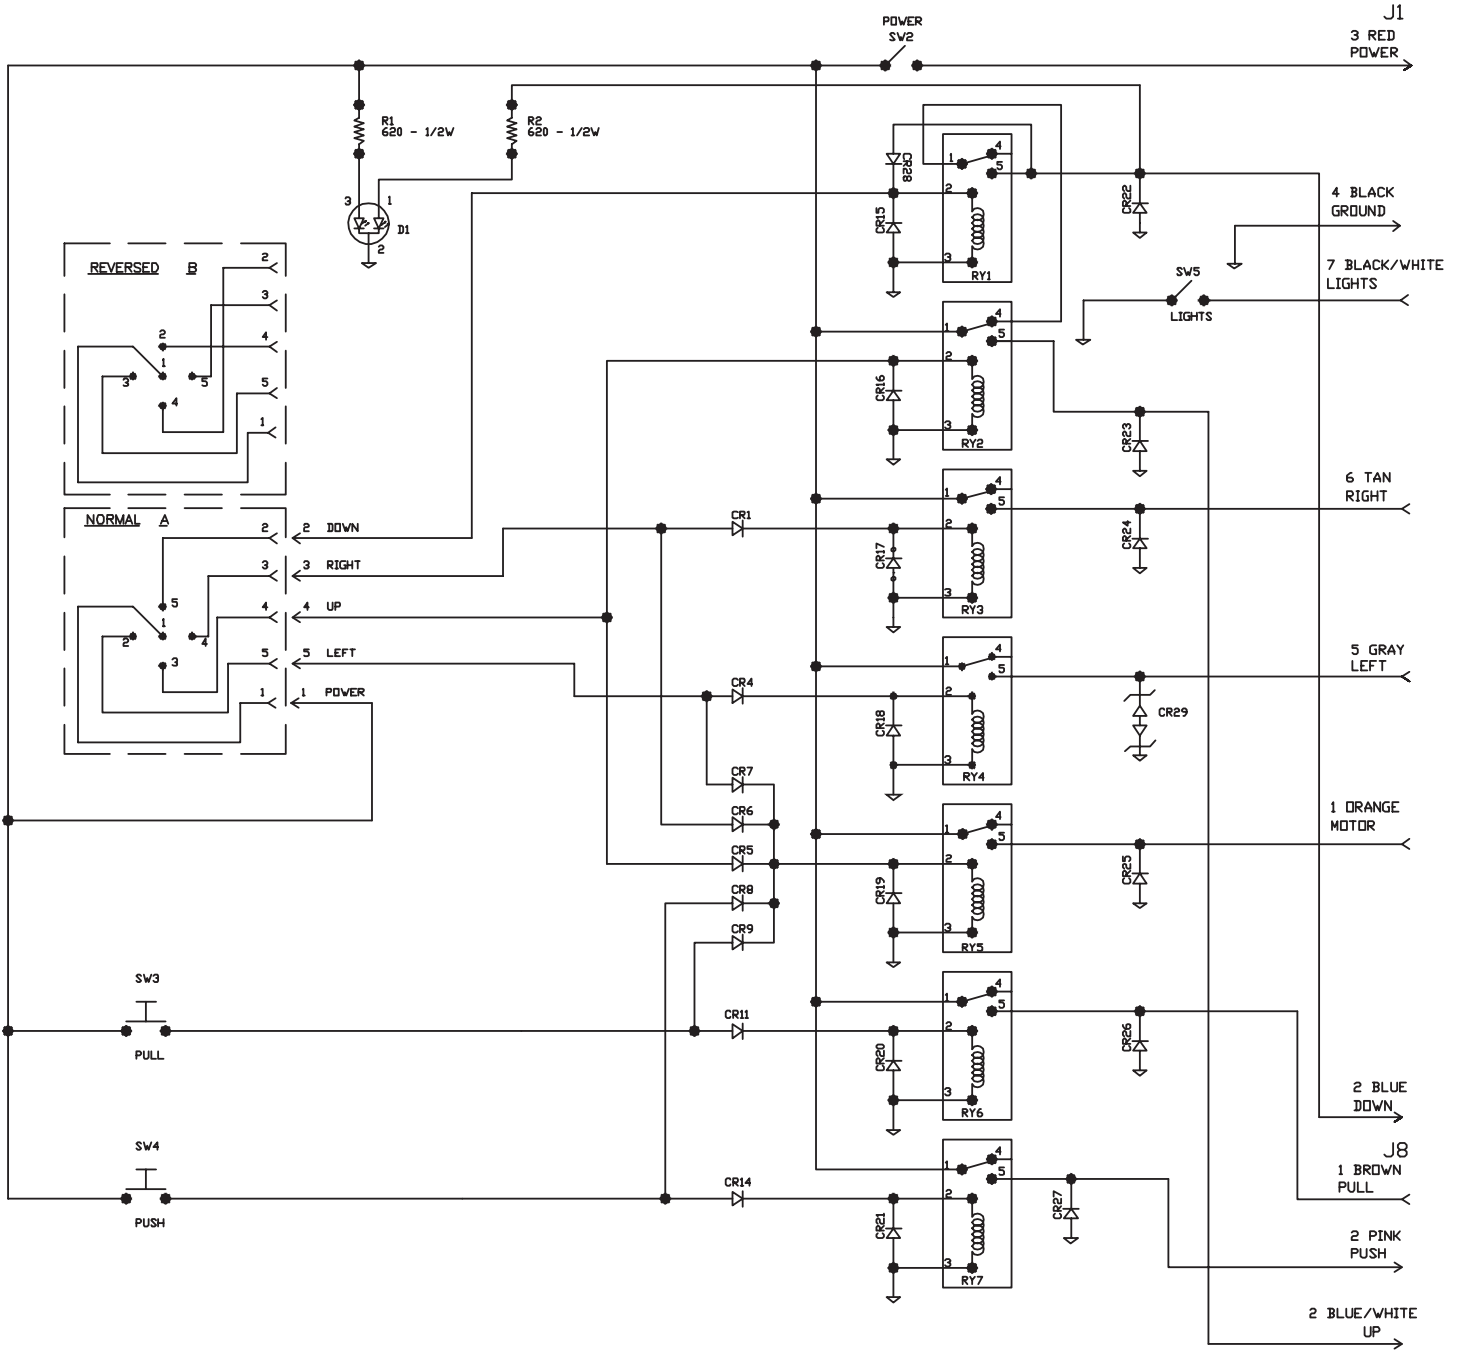 J1
POWER
SW2
3 RED
POWER
R1
620 - 1/2W
R2
620 - 1/2W
CR28
1
4
5
2
3
RY1
CR15
CR22
3
1
D1
2
4 BLACK
GROUND
7 BLACK/WHITE
LIGHTS
SW5
LIGHTS
REVERSED B
2
3
4
5
1
2
1
3
5
4
1
4
5
2
3
RY2
CR16
CR23
6 TAN
RIGHT
NORMAL A
2
3
4
5
1
5
1
2
4
3
2 DOWN
3 RIGHT
4 UP
5 LEFT
1 POWER
CR1
1
4
5
2
3
RY3
CR17
CR24
5 GRAY
LEFT
CR4
1
4
5
2
3
RY4
CR18
CR29
CR7
CR6
CR5
CR8
CR9
1 ORANGE
MOTOR
1
4
5
2
3
RY5
CR19
CR25
SW3
PULL
CR11
1
4
5
2
3
RY6
CR20
CR26
2 BLUE
DOWN
SW4
PUSH
CR14
1
4
5
2
3
RY7
CR21
CR27
J8
1 BROWN
PULL
2 PINK
PUSH
2 BLUE/WHITE
UP